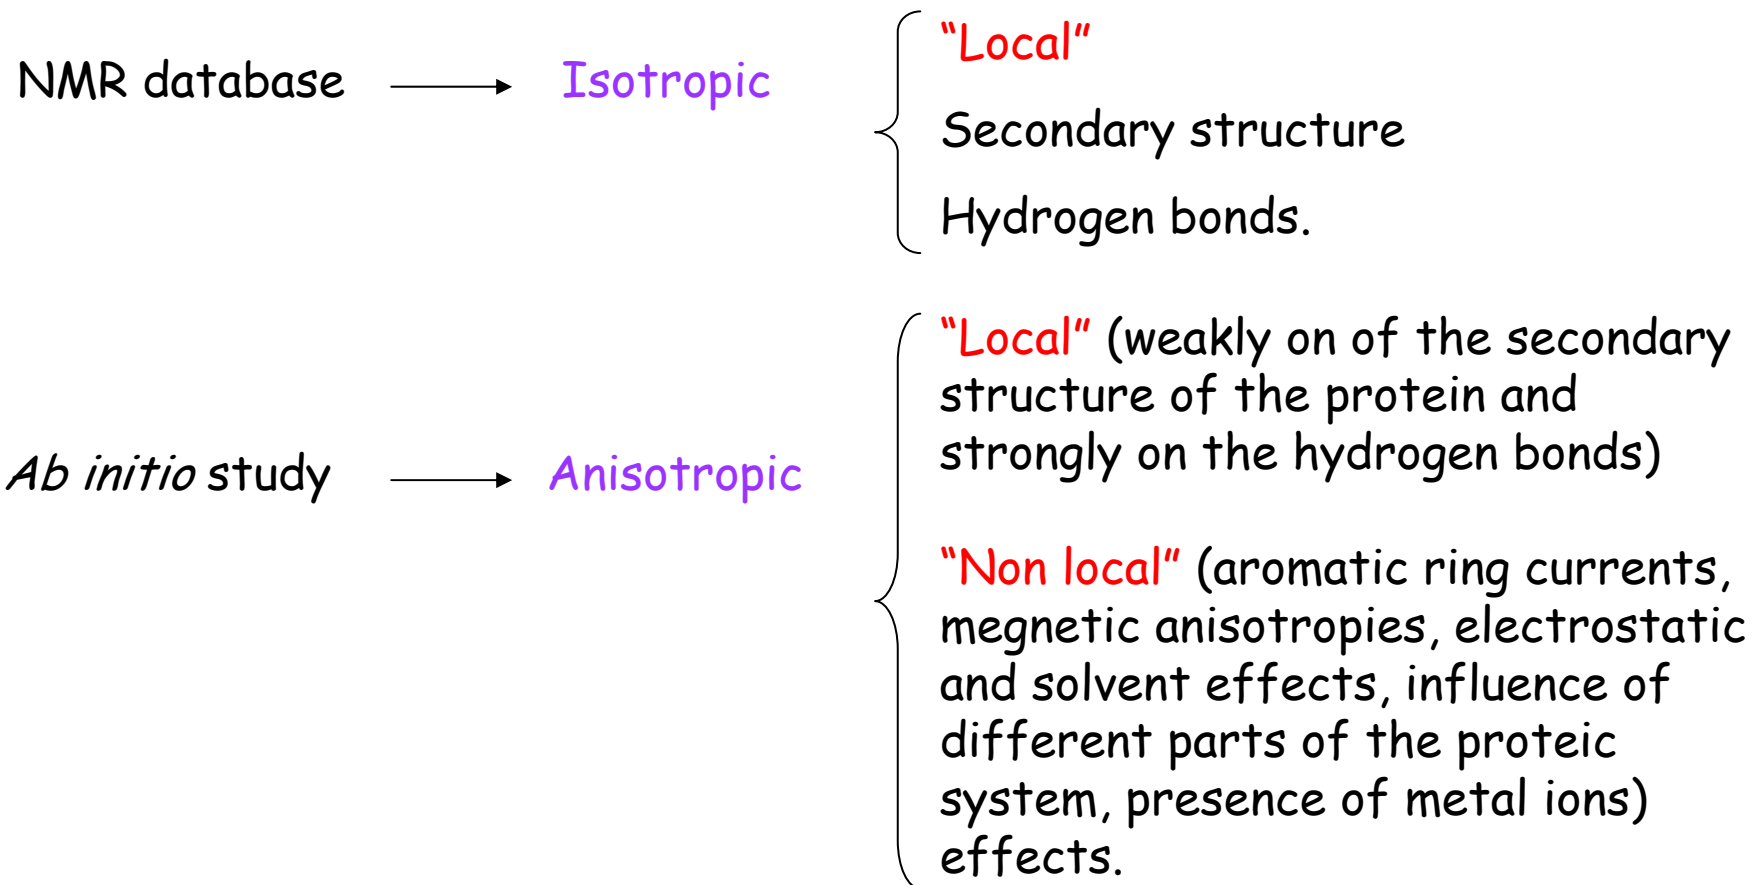 NMR database
Isotropic
“Local”
Secondary structure
Hydrogen bonds.
Ab initio study
Anisotropic
“Local” (weakly on of the secondary
structure of the protein and
strongly on the hydrogen bonds)
“Non local” (aromatic ring currents,
megnetic anisotropies, electrostatic
and solvent effects, influence of
different parts of the proteic
system, presence of metal ions)
effects.